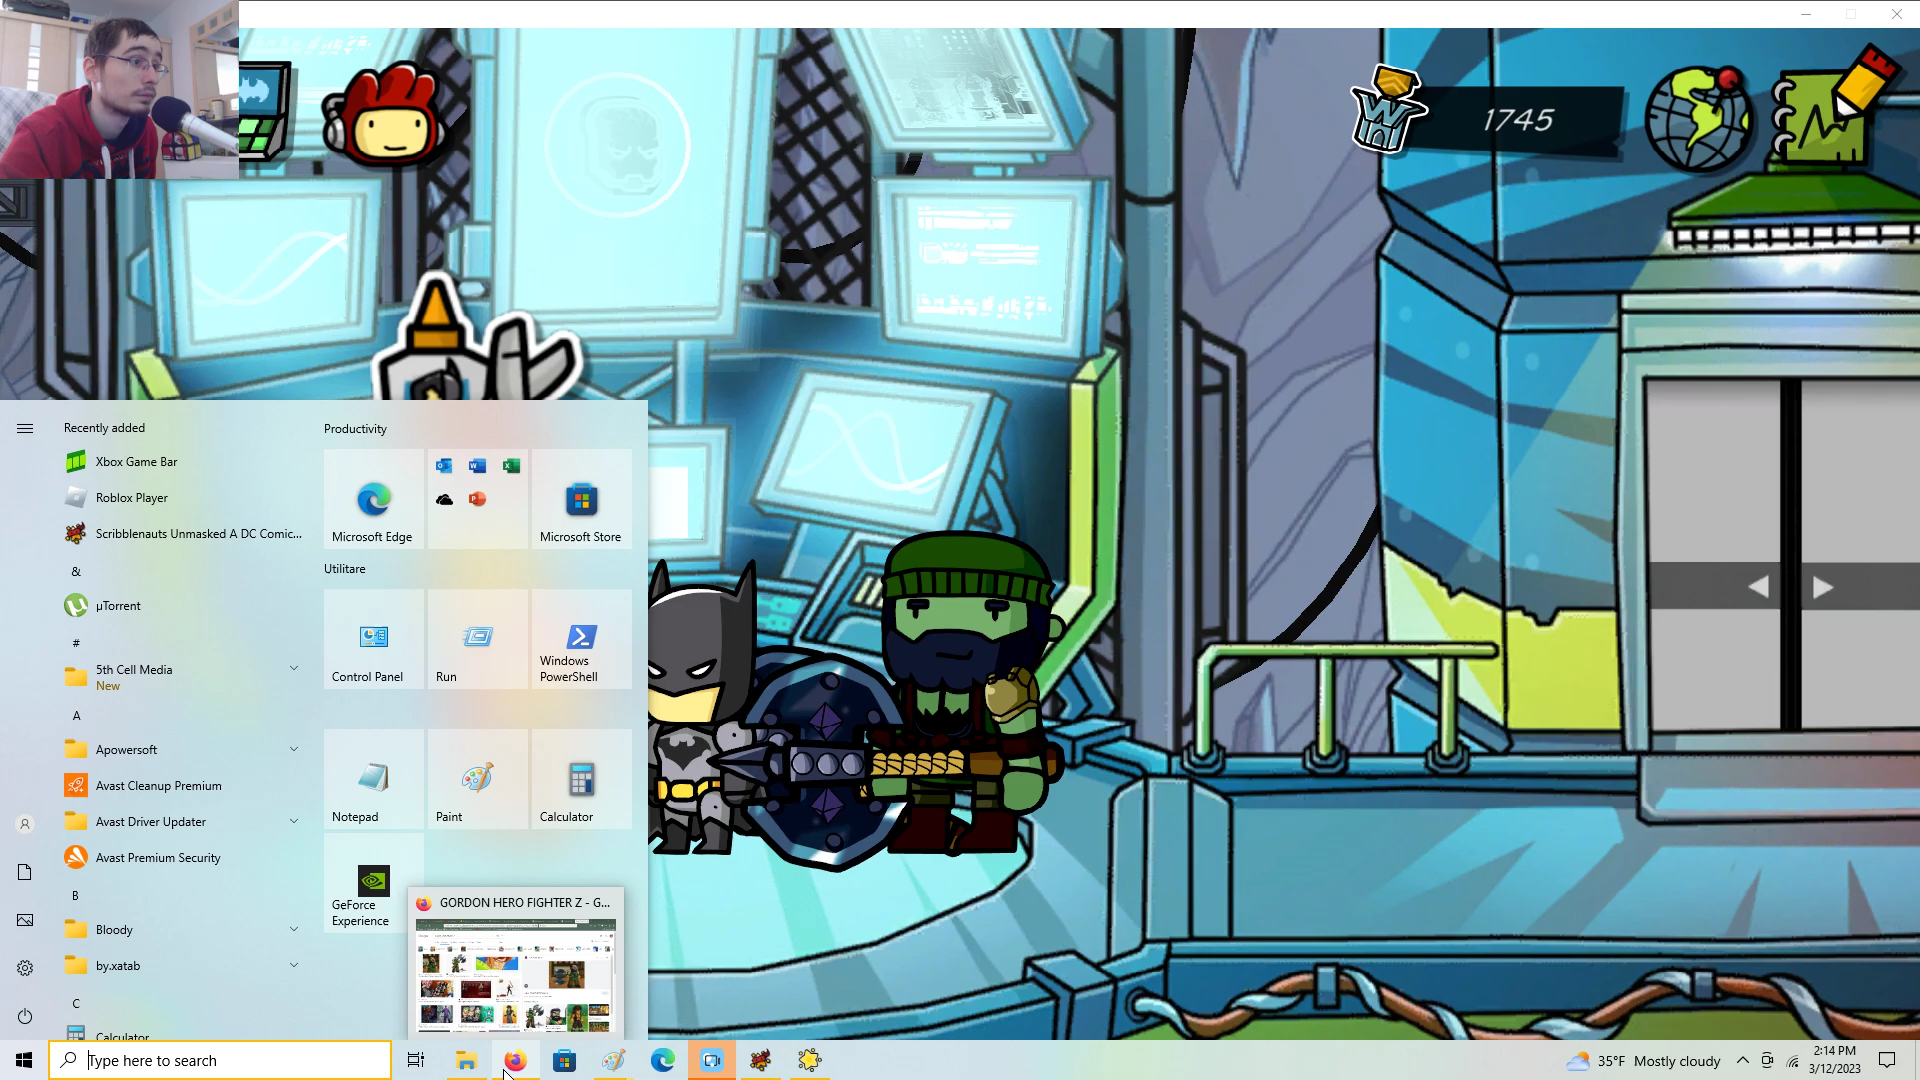 1745
Recently added
Xbox Game Bar
Roblox Player
Scribblenauts Unmasked A DC Comic...
&
µTorrent
#
5th Cell Media
New
A
Apowersoft
Avast Cleanup Premium
Avast Driver Updater
Avast Premium Security
B
Bloody
by.xatab
C
Calculator
Productivity
Microsoft Edge
Microsoft Store
Utilitare
Control Panel
Run
Windows
PowerShell
Notepad
Paint
Calculator
GeForce
Experience
GORDON HERO FIGHTER Z - G...
Type here to search
35°F Mostly cloudy
2:14 PM
3/12/2023